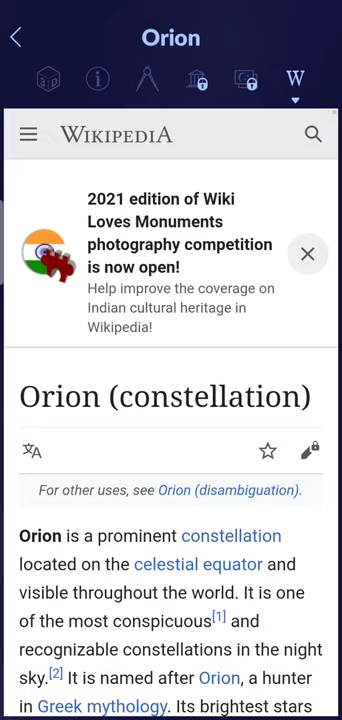 Orion
3D
W
WIKIPEDIA
2021 edition of Wiki
Loves Monuments
photography competition
is now open!
Help improve the coverage on
Indian cultural heritage in
Wikipedia!
Orion (constellation)
For other uses, see Orion (disambiguation).
Orion is a prominent constellation
located on the celestial equator and
visible throughout the world. It is one
of the most conspicuous[1] and
recognizable constellations in the night
sky.[2] It is named after Orion, a hunter
in Greek mythology. Its brightest stars